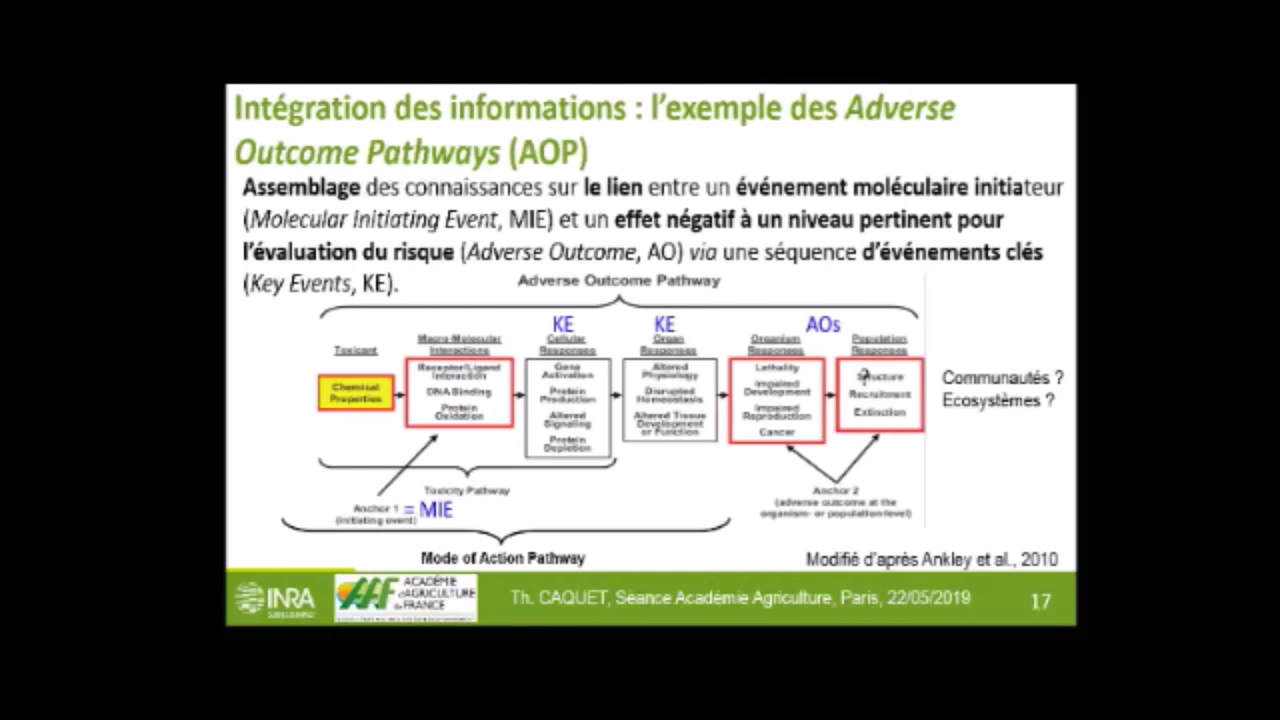 Intégration des informations : l'exemple des Adverse
Outcome Pathways (AOP)
Assemblage des connaissances sur le lien entre un événement moléculaire initiateur
(Molecular Initiating Event, MIE) et un effet négatif à un niveau pertinent pour
l'évaluation du risque (Adverse Outcome, AO) via une séquence d'événements clés
(Key Events, KE).
Adverse Outcome Pathway
KE
KE
AOs
Toxicant
Macro-Molecular
Interactions
Cellular
Responses
Organ
Responses
Organism
Responses
Population
Responses
Chemical
Properties
Receptor/Ligand
Interaction
DNA Binding
Protein
Oxidation
Gene
Activation
Protein
Production
Altered
Signaling
Protein
Depletion
Altered
Physiology
Disrupted
Homeostasis
Altered Tissue
Development
or Function
Lethality
Impaired
Development
Impaired
Reproduction
Cancer
?
Structure
Recruitment
Extinction
Communautés ?
Ecosystèmes ?
Toxicity Pathway
Anchor 1 = MIE
(initiating event)
Anchor 2
(adverse outcome at the
organism- or population-level)
Mode of Action Pathway
Modifié d'après Ankley et al., 2010
INRA
AAF
ACADÉMIE
d'AGRICULTURE
de FRANCE
Th. CAQUET, Séance Académie Agriculture, Paris, 22/05/2019
17